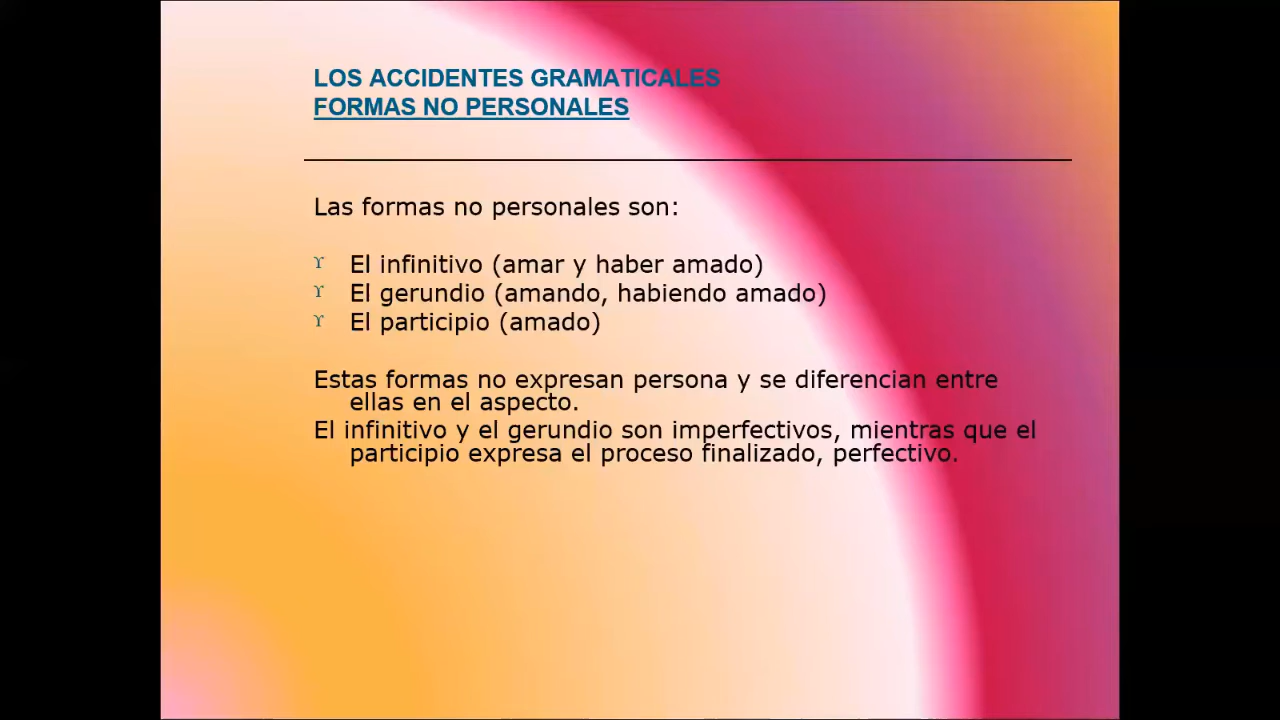 LOS ACCIDENTES GRAMATICALES
FORMAS NO PERSONALES
Las formas no personales son:
ϒ El infinitivo (amar y haber amado)
ϒ El gerundio (amando, habiendo amado)
ϒ El participio (amado)
Estas formas no expresan persona y se diferencian entre
ellas en el aspecto.
El infinitivo y el gerundio son imperfectivos, mientras que el
participio expresa el proceso finalizado, perfectivo.